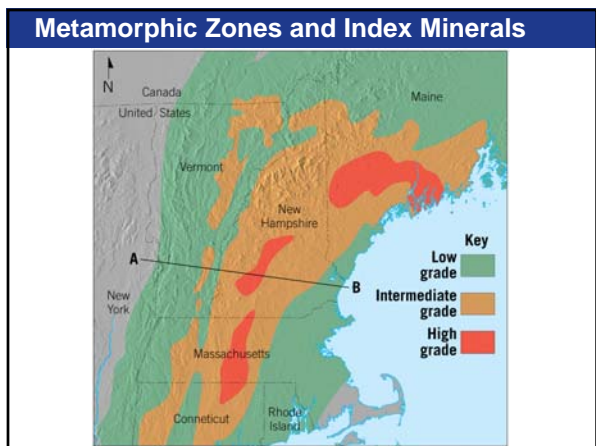 Metamorphic Zones and Index Minerals
N
Canada
United States
Maine
Vermont
New
Hampshire
A
B
New
York
Key
Low
grade
Intermediate
grade
High
grade
Massachusetts
Conneticut
Rhode
Island